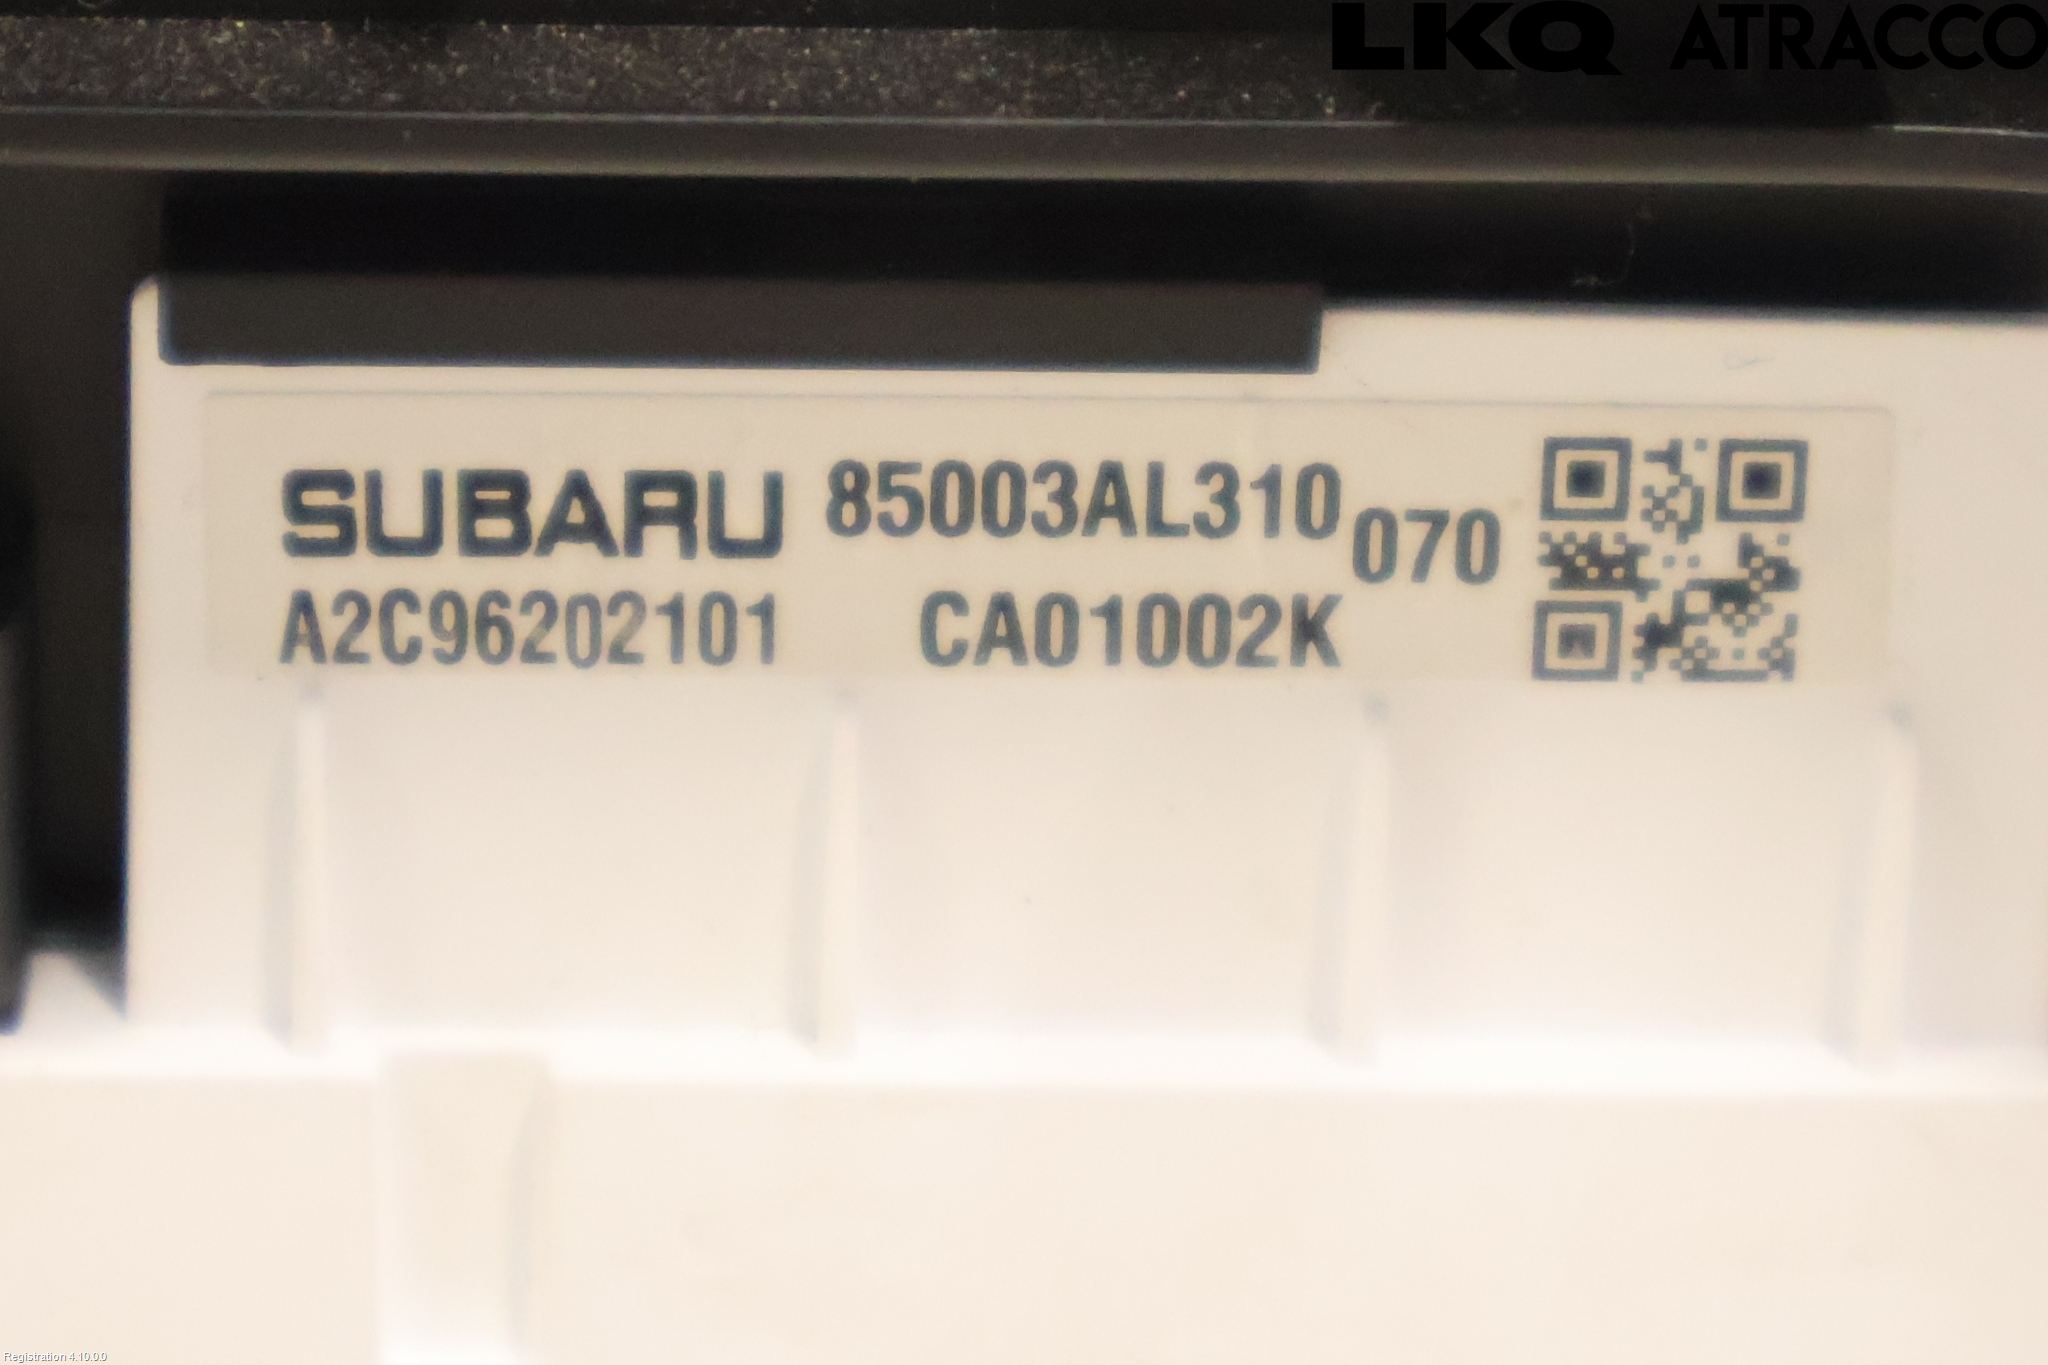 LKQ ATRACCO
SUBARU 85003AL310 070
A2C96202101 CA01002K
Registration 4.10.0.0